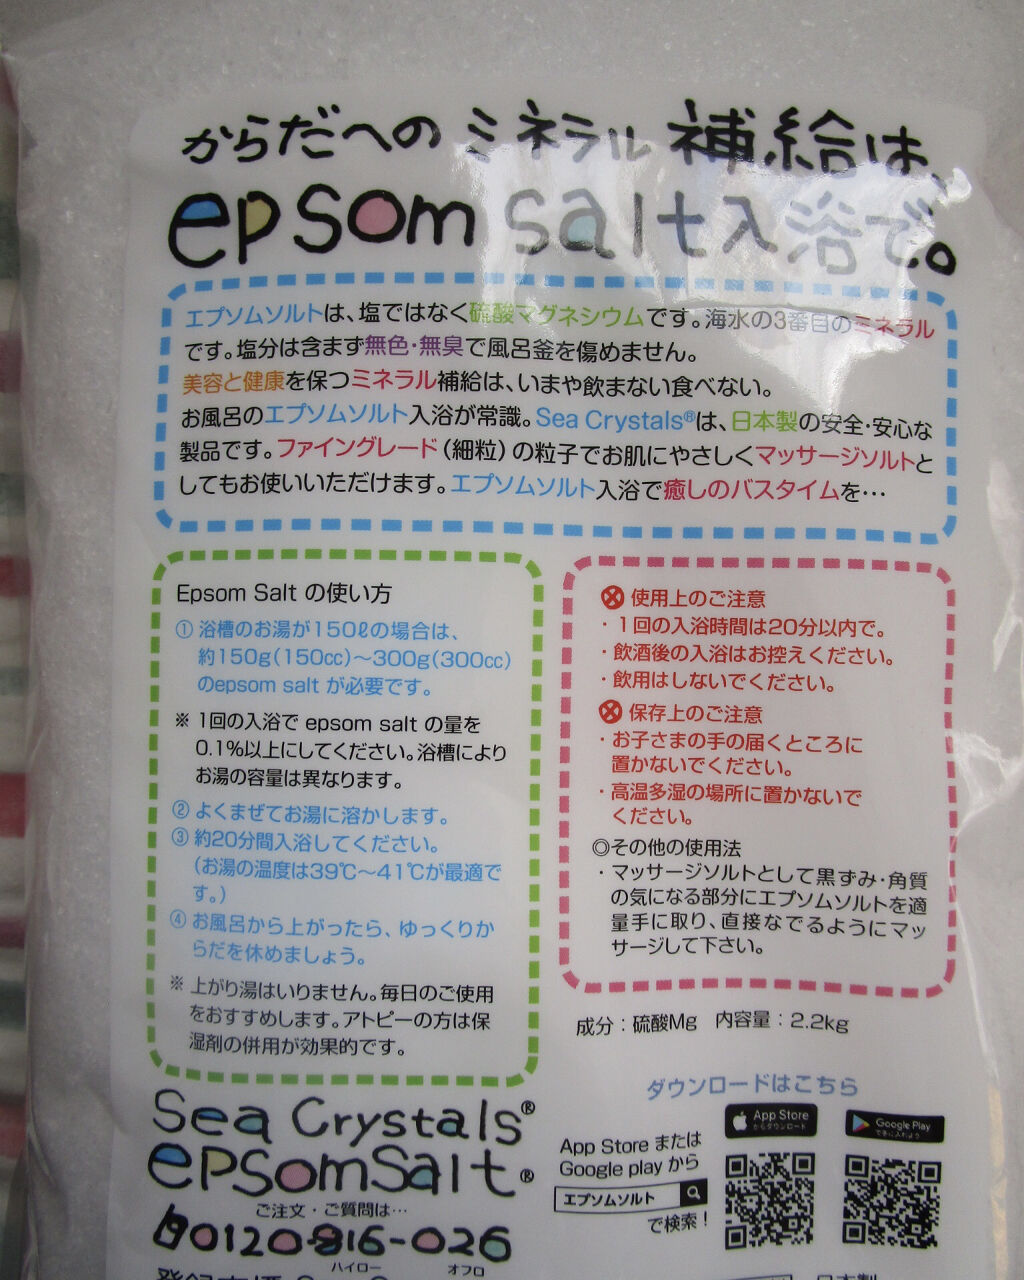 からだへのミネラル補給は、
epsom salt入浴で。
エプソムソルトは、塩ではなく硫酸マグネシウムです。海水の3番目のミネラル
です。塩分は含まず無色・無臭で風呂釜を傷めません。
美容と健康を保つミネラル補給は、いまや飲まない食べない。
お風呂のエプソムソルト入浴が常識。Sea Crystals®は、日本製の安全・安心な
製品です。ファイングレード(細粒)の粒子でお肌にやさしくマッサージソルトと
してもお使いいただけます。エプソムソルト入浴で癒しのバスタイムを…
Epsom Salt の使い方
① 浴槽のお湯が150ℓの場合は、
約150g(150cc)〜300g(300cc)
のepsom salt が必要です。
※ 1回の入浴で epsom salt の量を
0.1%以上にしてください。浴槽により
お湯の容量は異なります。
② よくまぜてお湯に溶かします。
③ 約20分間入浴してください。
(お湯の温度は39℃〜41℃が最適で
す。)
④ お風呂から上がったら、ゆっくりか
らだを休めましょう。
※ 上がり湯はいりません。毎日のご使用
をおすすめします。アトピーの方は保
湿剤の併用が効果的です。
使用上のご注意
・1回の入浴時間は20分以内で。
・飲酒後の入浴はお控えください。
・飲用はしないでください。
保存上のご注意
・お子さまの手の届くところに
置かないでください。
・高温多湿の場所に置かないで
ください。
◎その他の使用法
・マッサージソルトとして黒ずみ・角質
の気になる部分にエプソムソルトを適
量手に取り、直接なでるようにマッ
サージして下さい。
成分:硫酸Mg 内容量:2.2kg
Sea Crystals®
epsom salt®
ご注文・ご質問は…
0120-816-026
ハイロー オフロ
ダウンロードはこちら
App Store
からダウンロード
Google Play
で手に入れよう
App Store または
Google play から
エプソムソルト
で検索!